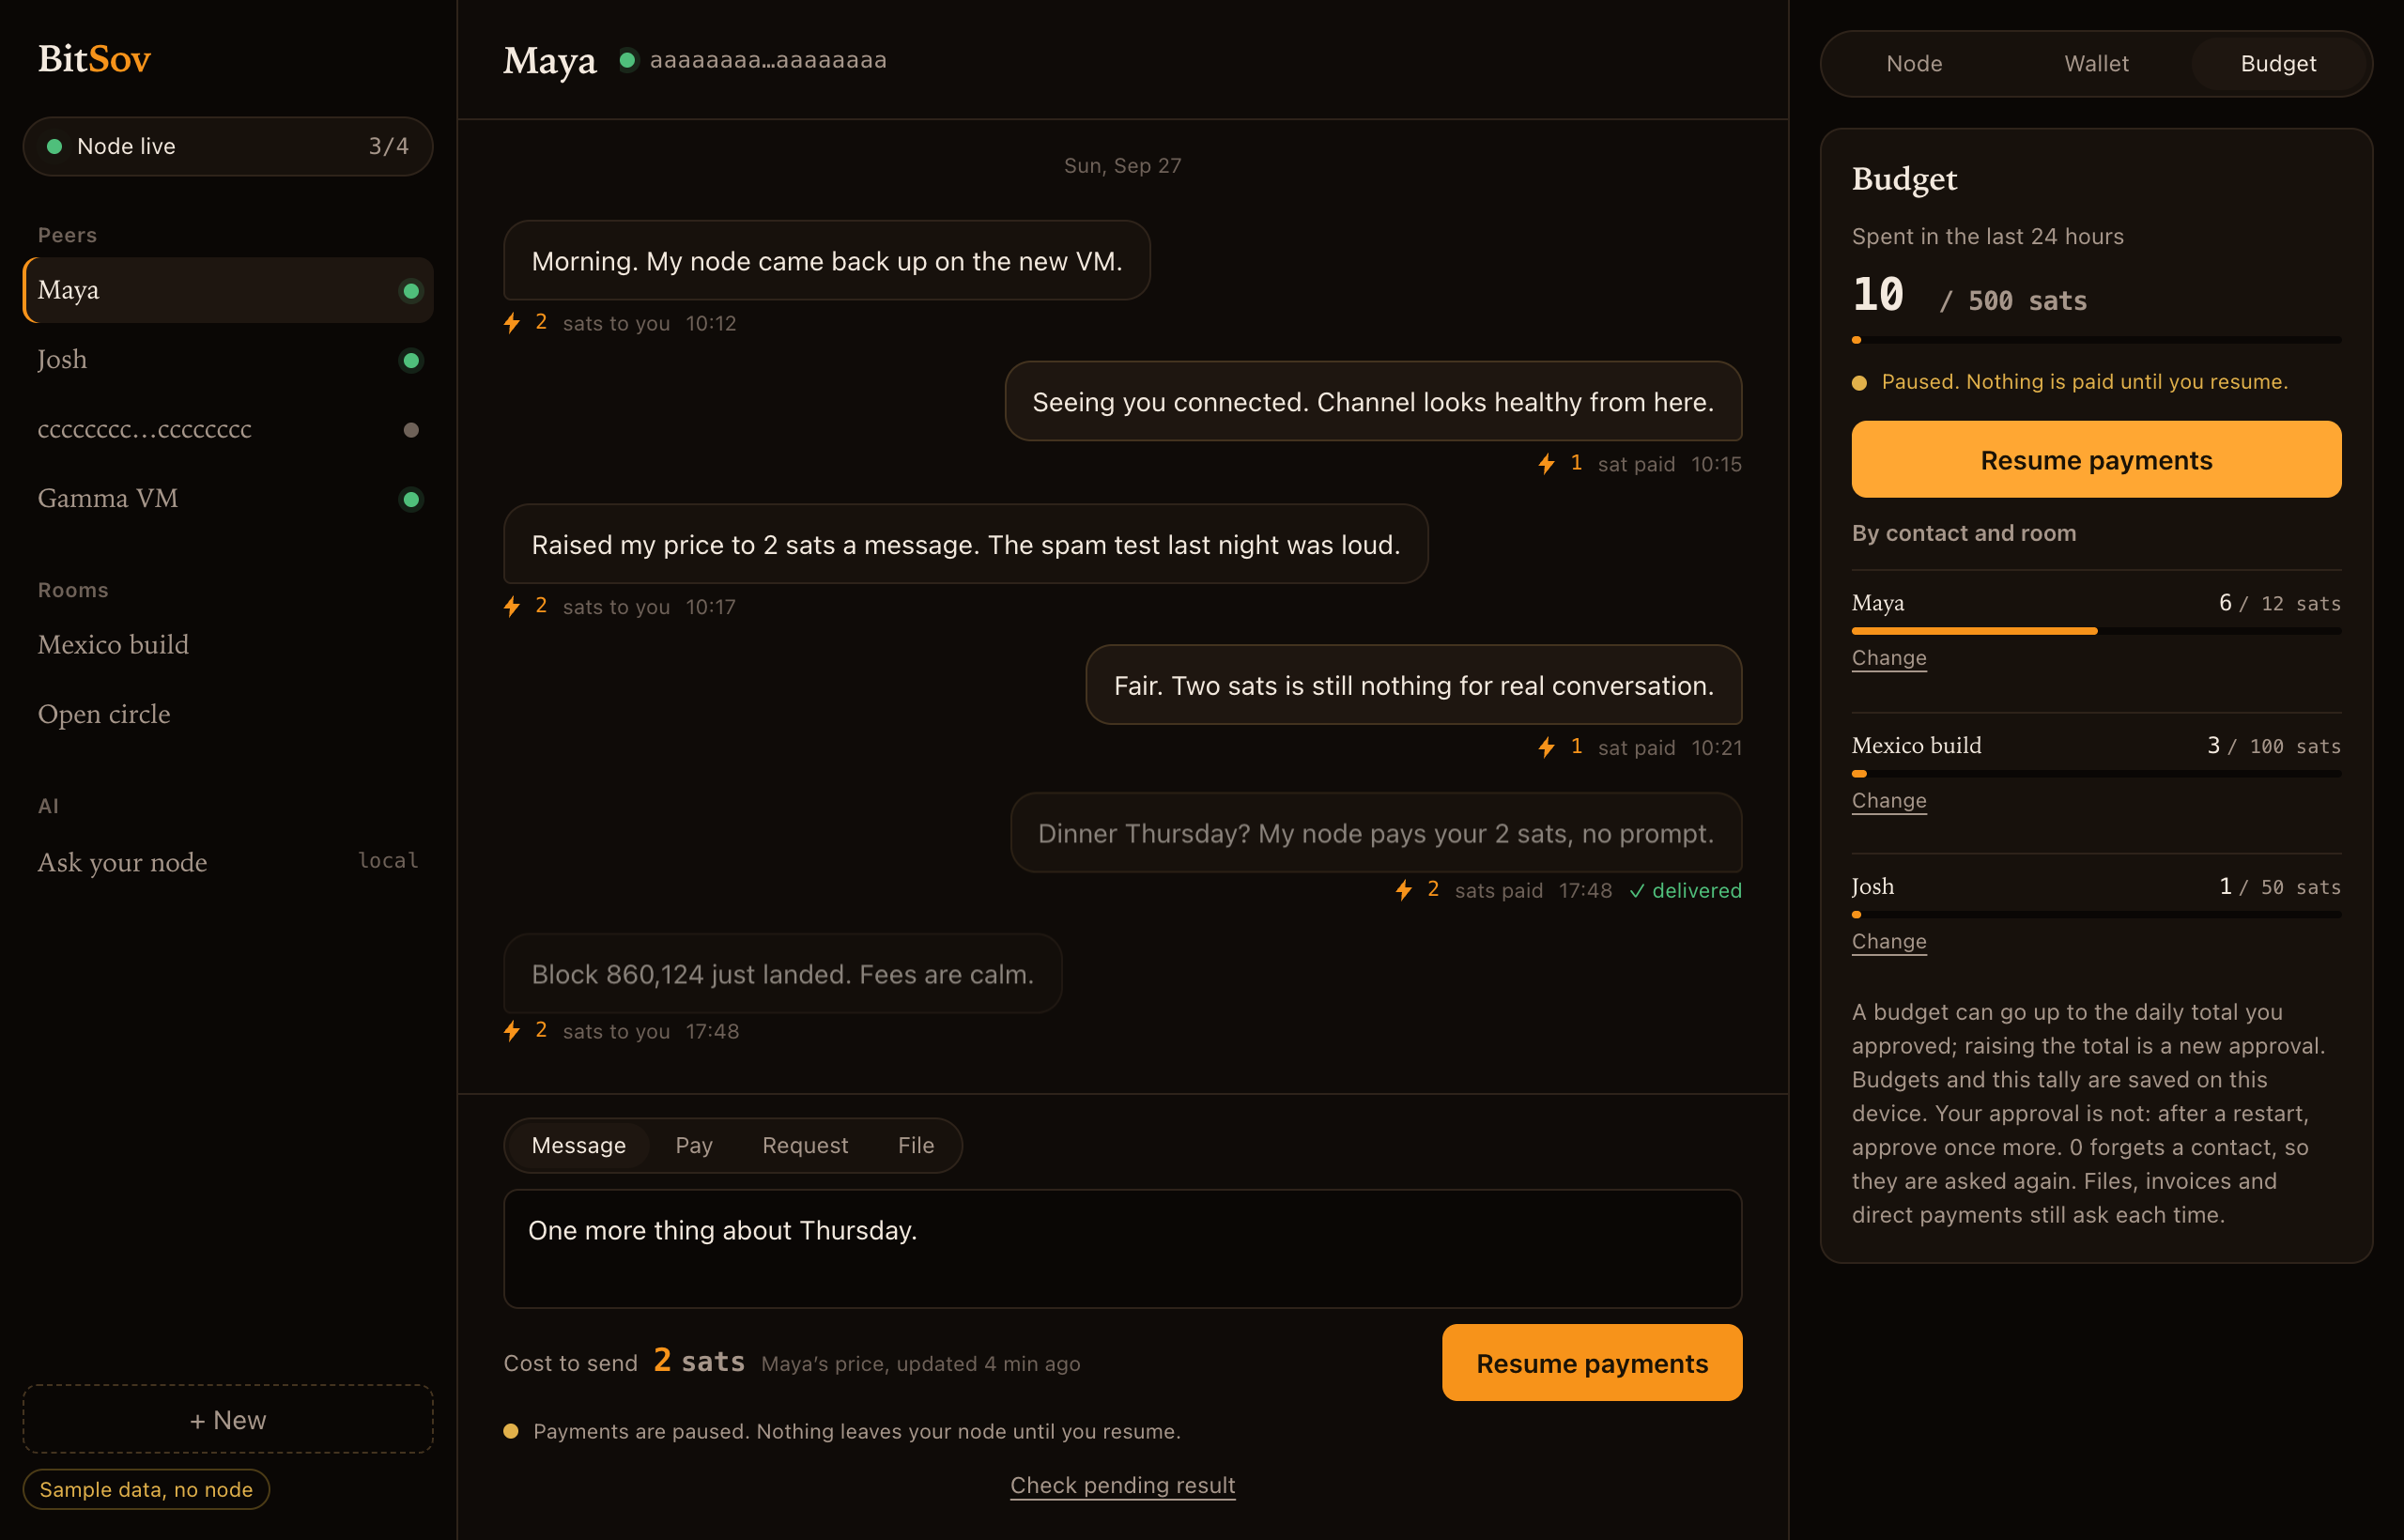 BitSov
Node live 3/4
Peers
Maya
Josh
cccccccc…cccccccc
Gamma VM
Rooms
Mexico build
Open circle
AI
Ask your node local
+ New
Sample data, no node
Maya aaaaaaaa…aaaaaaaa
Sun, Sep 27
Morning. My node came back up on the new VM.
2 sats to you 10:12
Seeing you connected. Channel looks healthy from here.
1 sat paid 10:15
Raised my price to 2 sats a message. The spam test last night was loud.
2 sats to you 10:17
Fair. Two sats is still nothing for real conversation.
1 sat paid 10:21
Dinner Thursday? My node pays your 2 sats, no prompt.
2 sats paid 17:48 ✓ delivered
Block 860,124 just landed. Fees are calm.
2 sats to you 17:48
Message Pay Request File
One more thing about Thursday.
Cost to send 2 sats Maya’s price, updated 4 min ago
Resume payments
Payments are paused. Nothing leaves your node until you resume.
Check pending result
Node Wallet Budget
Budget
Spent in the last 24 hours
10 / 500 sats
Paused. Nothing is paid until you resume.
Resume payments
By contact and room
Maya 6 / 12 sats
Change
Mexico build 3 / 100 sats
Change
Josh 1 / 50 sats
Change
A budget can go up to the daily total you
approved; raising the total is a new approval.
Budgets and this tally are saved on this
device. Your approval is not: after a restart,
approve once more. 0 forgets a contact, so
they are asked again. Files, invoices and
direct payments still ask each time.